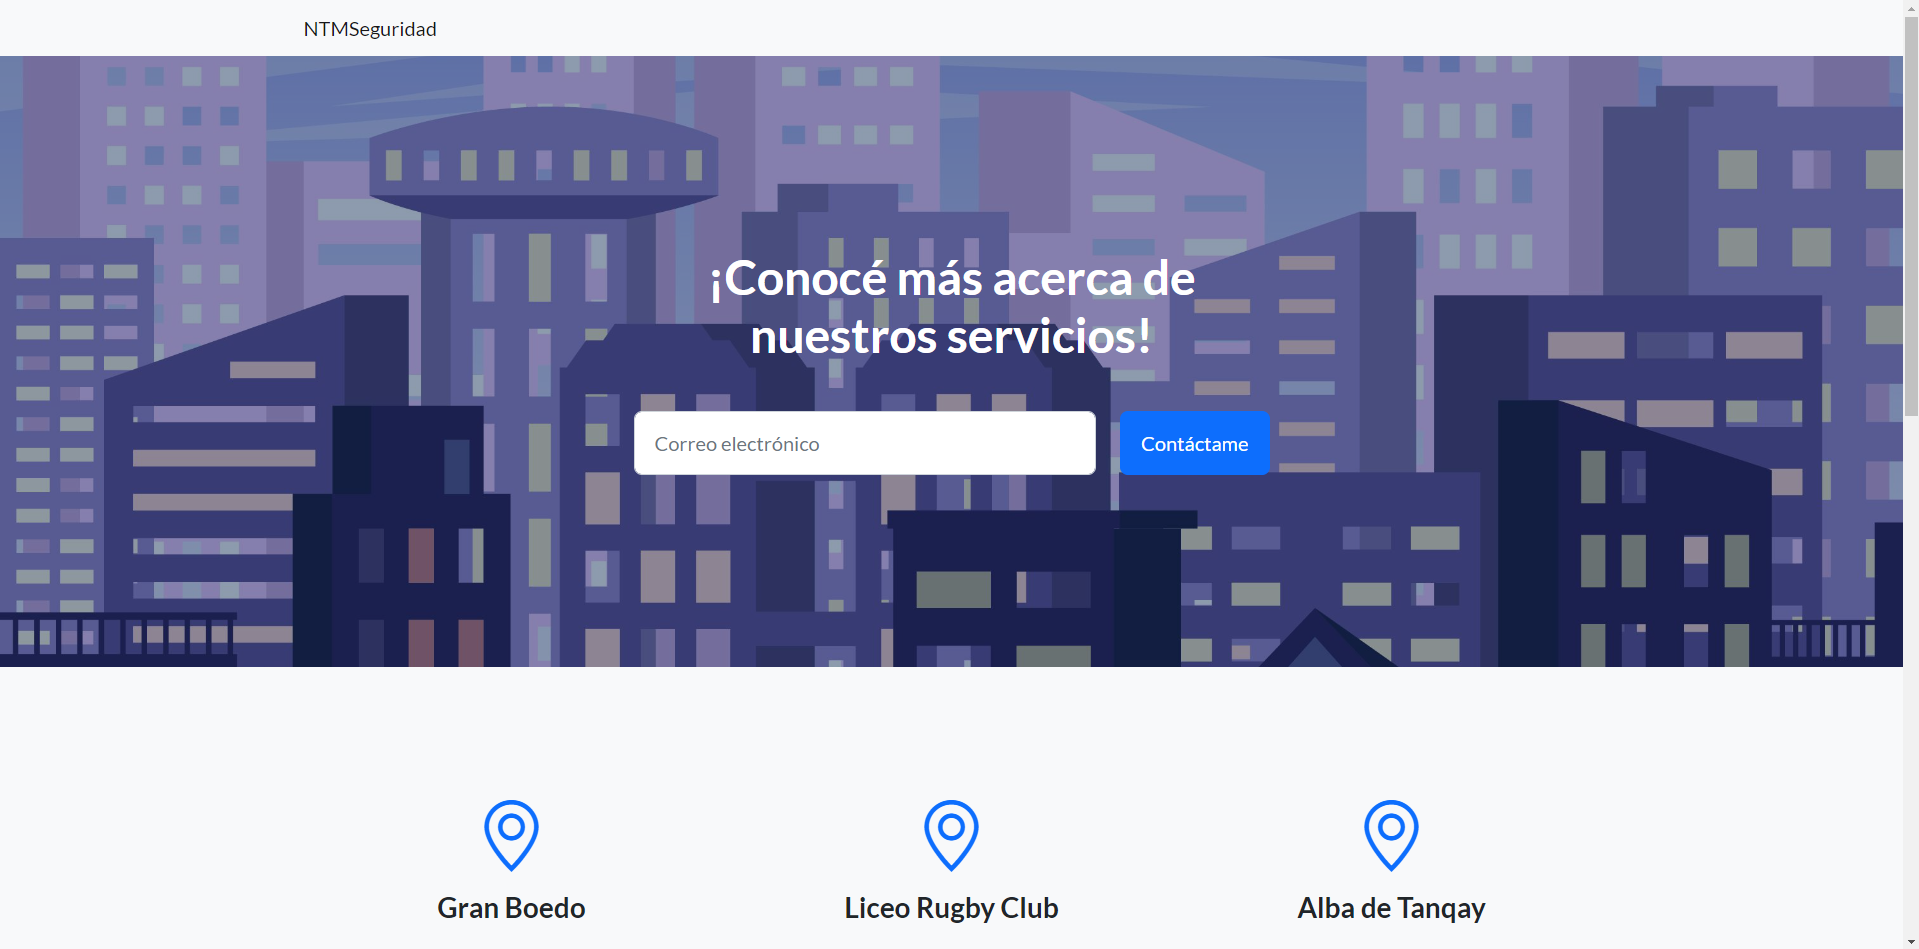 NTMSeguridad
¡Conocé más acerca de
nuestros servicios!
Correo electrónico
Contáctame
Gran Boedo
Liceo Rugby Club
Alba de Tanqay